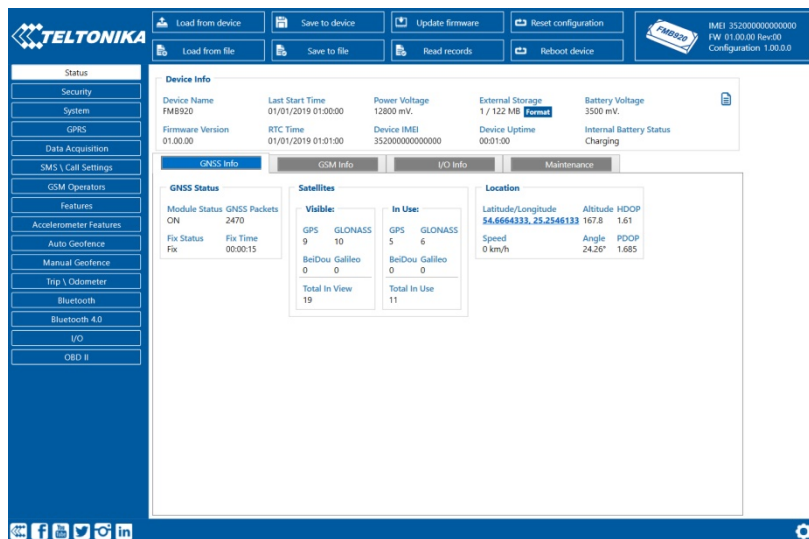 TELTONIKA
Load from device
Save to device
Update firmware
Reset configuration
Load from file
Save to file
Read records
Reboot device
FMB920
IMEI 352000000000000
FW 01.00.00 Rev:00
Configuration 1.00.0.0
Status
Security
System
GPRS
Data Acquisition
SMS \ Call Settings
GSM Operators
Features
Accelerometer Features
Auto Geofence
Manual Geofence
Trip \ Odometer
Bluetooth
Bluetooth 4.0
I/O
OBD II
Device Info
Device Name Last Start Time Power Voltage External Storage Battery Voltage
FMB920 01/01/2019 01:00:00 12800 mV. 1 / 122 MB Format 3500 mV.
Firmware Version RTC Time Device IMEI Device Uptime Internal Battery Status
01.00.00 01/01/2019 01:01:00 352000000000000 00:01:00 Charging
GNSS Info GSM Info I/O Info Maintenance
GNSS Status
Module Status GNSS Packets
ON 2470
Fix Status Fix Time
Fix 00:00:15
Satellites
Visible:
GPS GLONASS
9 10
BeiDou Galileo
0 0
Total In View
19
In Use:
GPS GLONASS
5 6
BeiDou Galileo
0 0
Total In Use
11
Location
Latitude/Longitude Altitude HDOP
54.6664333, 25.2546133 167.8 1.61
Speed Angle PDOP
0 km/h 24.26° 1.685
f You Tube in